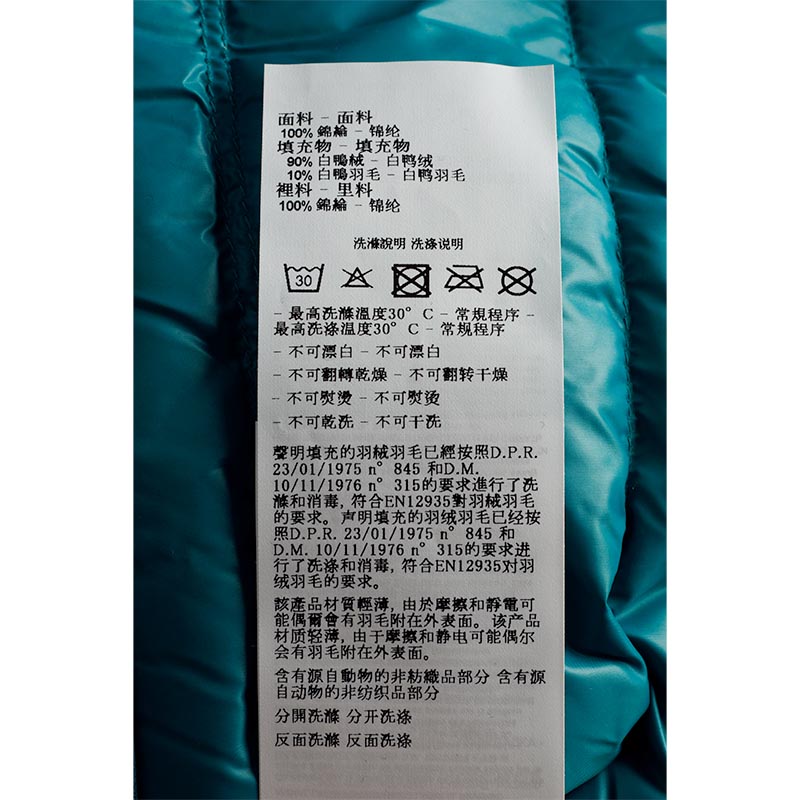 面料 - 面料
100% 錦綸 - 锦纶
填充物 - 填充物
90% 白鴨絨 - 白鸭绒
10% 白鴨羽毛 - 白鸭羽毛
裡料 - 里料
100% 錦綸 - 锦纶
洗滌說明 洗涤说明
30
- 最高洗滌溫度30° C - 常規程序 -
最高洗涤温度30° C - 常规程序
- 不可漂白 - 不可漂白
- 不可翻轉乾燥 - 不可翻转干燥
- 不可熨燙 - 不可熨烫
- 不可乾洗 - 不可干洗
聲明填充的羽絨羽毛已經按照D.P.R.
23/01/1975 n° 845 和D.M.
10/11/1976 n° 315的要求進行了洗
滌和消毒, 符合EN12935對羽絨羽毛
的要求。声明填充的羽绒羽毛已经按
照D.P.R. 23/01/1975 n° 845 和
D.M. 10/11/1976 n° 315的要求进
行了洗涤和消毒, 符合EN12935对羽
绒羽毛的要求。
該產品材質輕薄, 由於摩擦和靜電可
能偶爾會有羽毛附在外表面。该产品
材质轻薄, 由于摩擦和静电可能偶尔
会有羽毛附在外表面。
含有源自動物的非紡織品部分 含有源
自动物的非纺织品部分
分開洗滌 分开洗涤
反面洗滌 反面洗涤